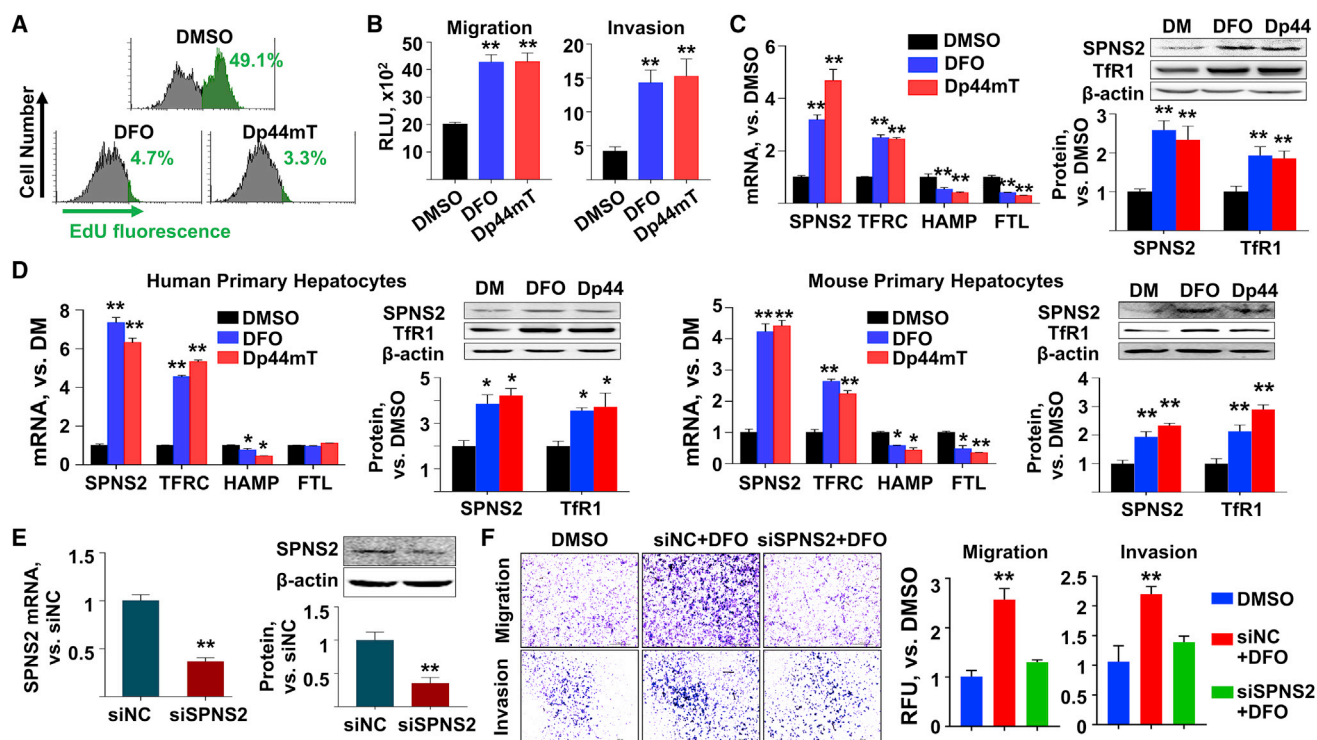 A
DMSO
49.1%
DFO
4.7%
Dp44mT
3.3%
Cell Number
EdU fluorescence
B
Migration
Invasion
RLU, x10²
50
40
30
20
10
0
**
**
20
15
10
5
0
**
**
DMSO
DFO
Dp44mT
DMSO
DFO
Dp44mT
C
DMSO
DFO
Dp44mT
mRNA, vs. DMSO
6
4
2
0
**
**
**
**
**
**
**
**
SPNS2
TFRC
HAMP
FTL
DM
DFO
Dp44
SPNS2
TfR1
β-actin
Protein,
vs. DMSO
3
2
1
**
**
**
**
SPNS2
TfR1
D
Human Primary Hepatocytes
DMSO
DFO
Dp44mT
mRNA, vs. DM
8
6
4
2
0
**
**
**
**
*
*
SPNS2
TFRC
HAMP
FTL
DM
DFO
Dp44
SPNS2
TfR1
β-actin
Protein,
vs. DMSO
4
2
*
*
*
*
SPNS2
TfR1
Mouse Primary Hepatocytes
DMSO
DFO
Dp44mT
mRNA, vs. DM
5
4
3
2
1
0
**
**
**
**
*
*
*
**
SPNS2
TFRC
HAMP
FTL
DM
DFO
Dp44
SPNS2
TfR1
β-actin
Protein,
vs. DMSO
4
3
2
1
**
**
**
**
SPNS2
TfR1
E
SPNS2 mRNA,
vs. siNC
1.5
1
0.5
**
siNC
siSPNS2
SPNS2
β-actin
Protein,
vs. siNC
1.5
1
0.5
**
siNC
siSPNS2
F
DMSO
siNC+DFO
siSPNS2+DFO
Migration
Invasion
Migration
Invasion
RFU, vs. DMSO
3
2
1
0
**
2.5
2
1.5
1
0.5
0
**
DMSO
siNC
+DFO
siSPNS2
+DFO